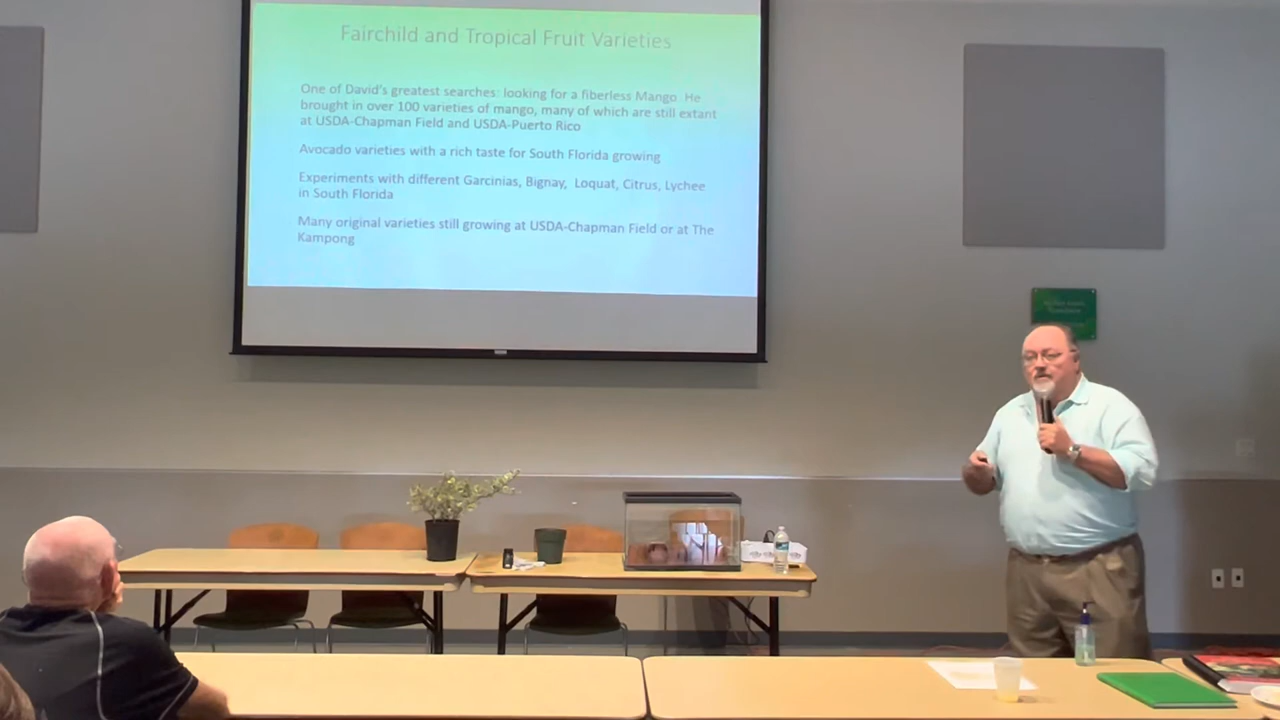 Fairchild and Tropical Fruit Varieties
One of David's greatest searches: looking for a fiberless Mango. He
brought in over 100 varieties of mango, many of which are still extant
at USDA-Chapman Field and USDA-Puerto Rico
Avocado varieties with a rich taste for South Florida growing
Experiments with different Garcinias, Bignay, Loquat, Citrus, Lychee
in South Florida
Many original varieties still growing at USDA-Chapman Field or at The
Kampong